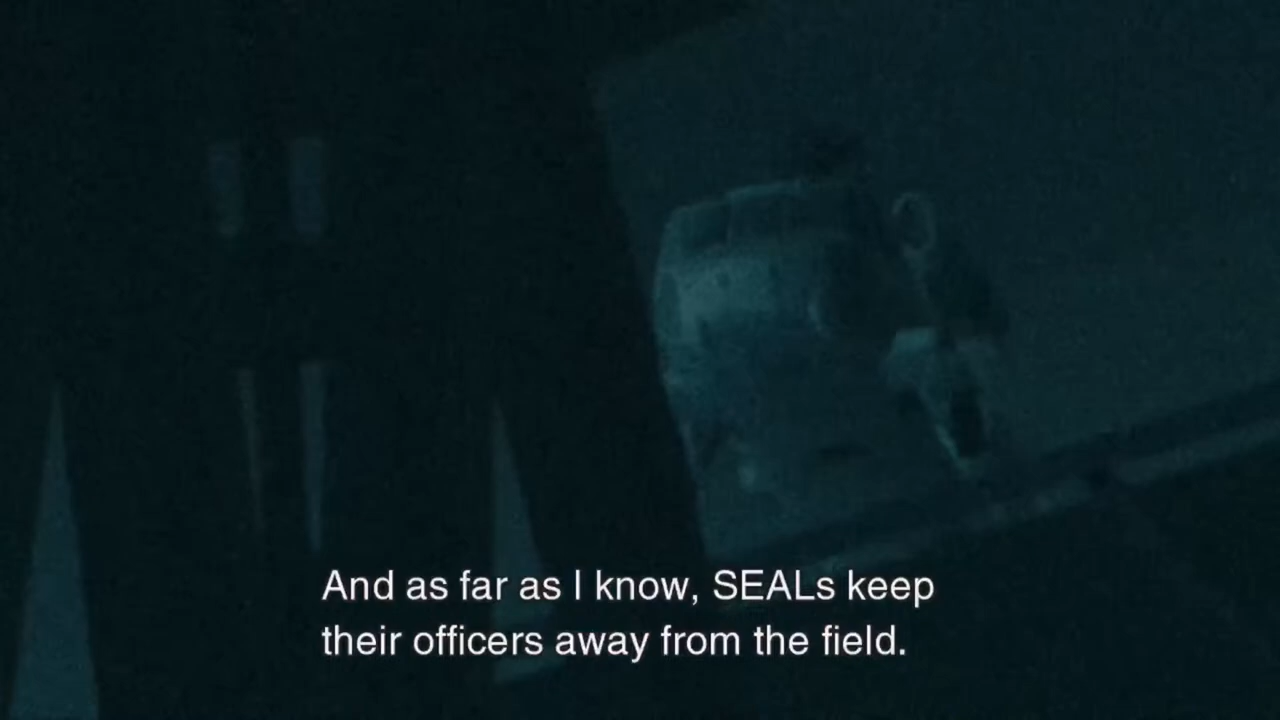 And as far as I know, SEALs keep
their officers away from the field.